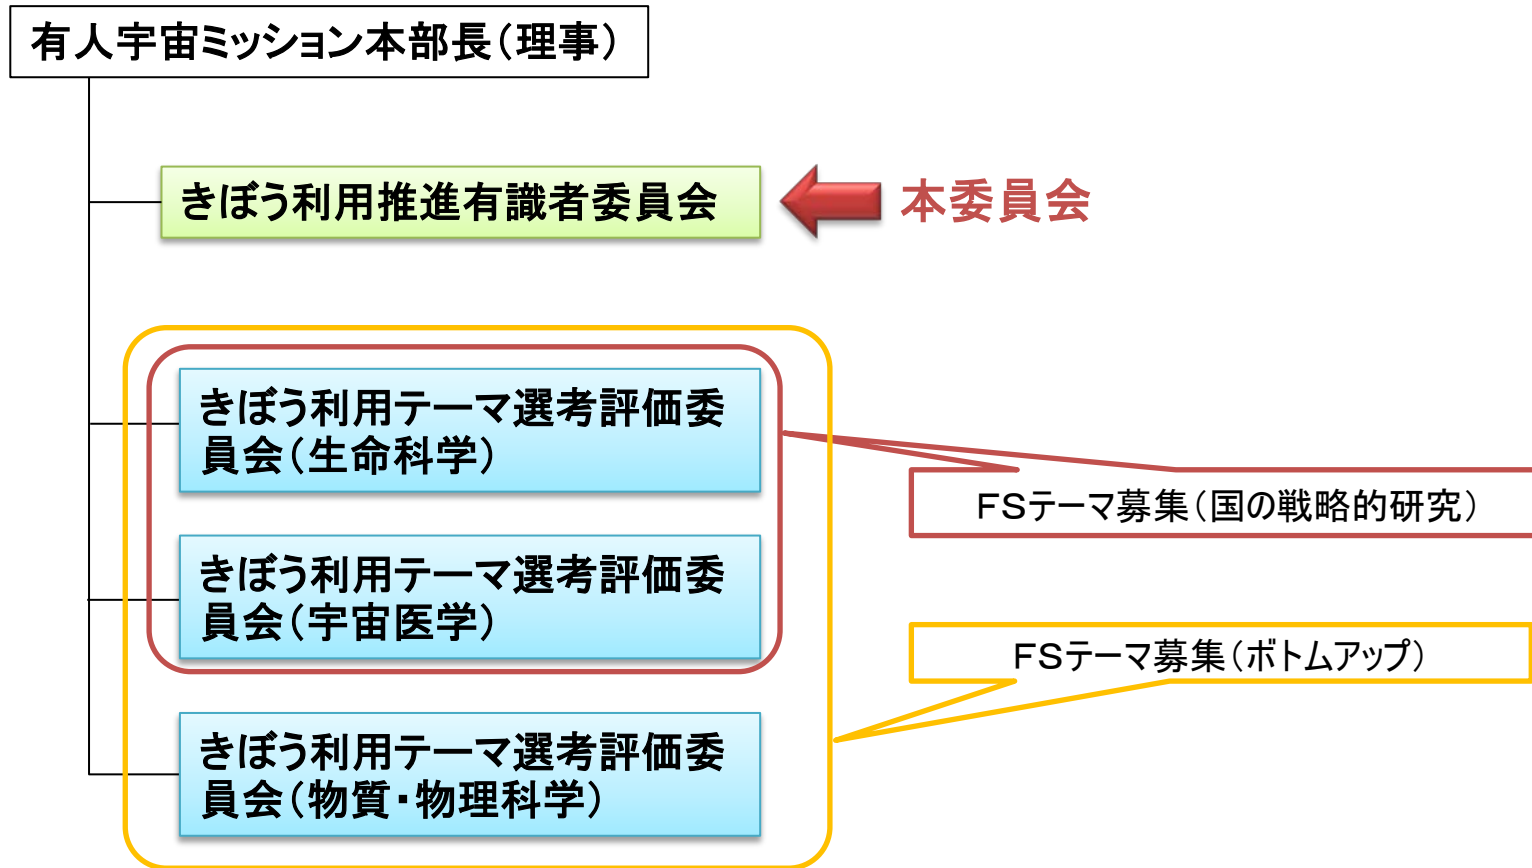 有人宇宙ミッション本部長（理事）
きぼう利用推進有識者委員会
本委員会
きぼう利用テーマ選考評価委
員会（生命科学）
FSテーマ募集（国の戦略的研究）
きぼう利用テーマ選考評価委
員会（宇宙医学）
FSテーマ募集（ボトムアップ）
きぼう利用テーマ選考評価委
員会（物質・物理科学）